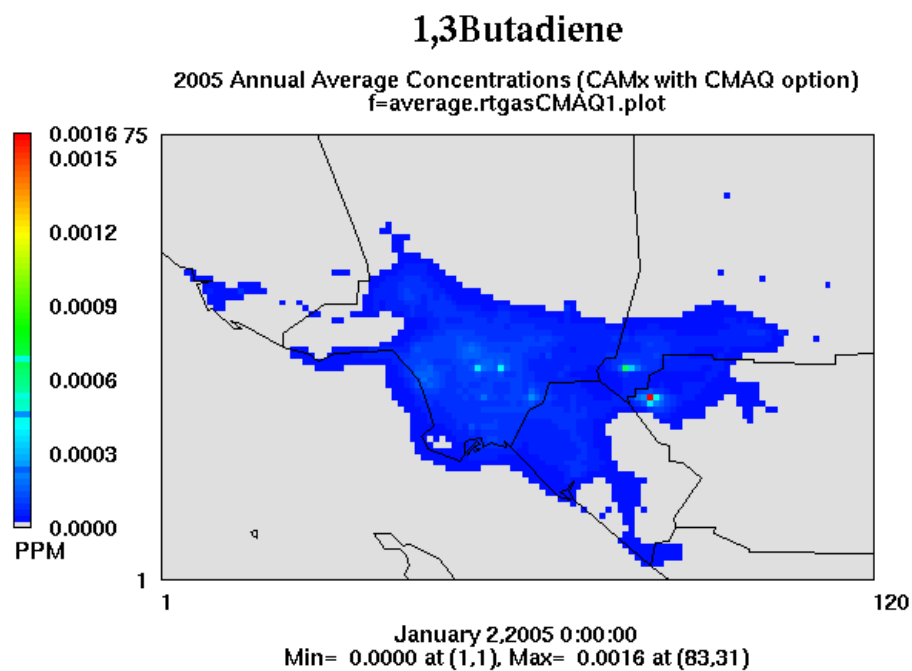 1,3Butadiene
2005 Annual Average Concentrations (CAMx with CMAQ option)
f=average.rtgasCMAQ1.plot
0.0016
0.0015
0.0012
0.0009
0.0006
0.0003
0.0000
PPM
75
1
1
120
January 2,2005 0:00:00
Min= 0.0000 at (1,1), Max= 0.0016 at (83,31)